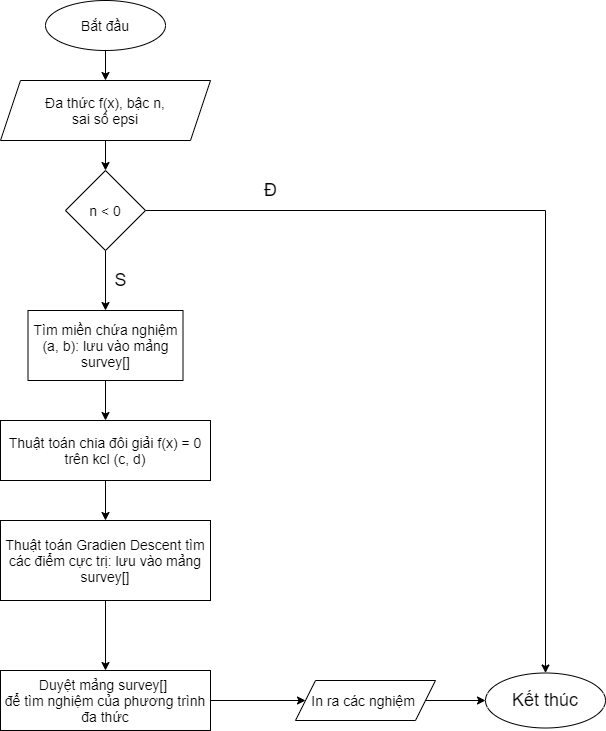 Bắt đầu
Đa thức f(x), bậc n,
sai số epsi
n < 0
Đ
S
Tìm miền chứa nghiệm
(a, b): lưu vào mảng
survey[]
Thuật toán chia đôi giải f(x) = 0
trên kcl (c, d)
Thuật toán Gradien Descent tìm
các điểm cực trị: lưu vào mảng
survey[]
Duyệt mảng survey[]
để tìm nghiệm của phương trình
đa thức
In ra các nghiệm
Kết thúc